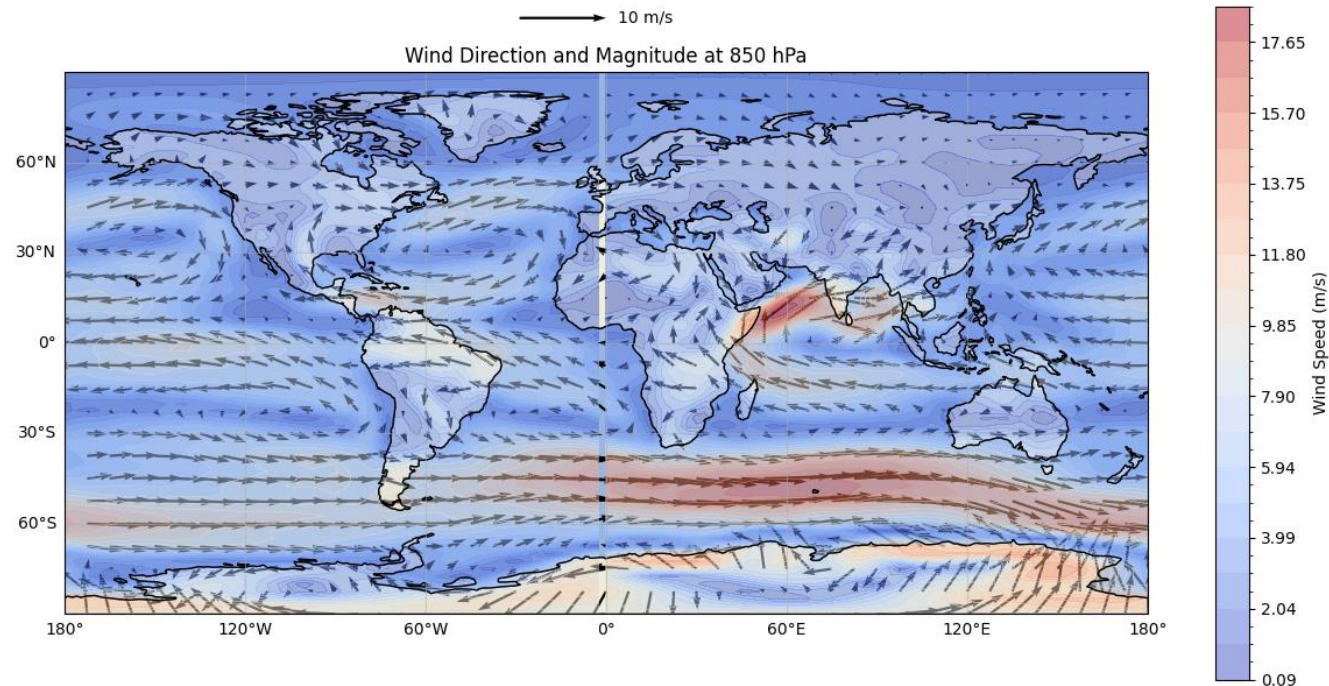 10 m/s
Wind Direction and Magnitude at 850 hPa
60°N
30°N
0°
30°S
60°S
180°
120°W
60°W
0°
60°E
120°E
180°
17.65
15.70
13.75
11.80
9.85
7.90
5.94
3.99
2.04
0.09
Wind Speed (m/s)